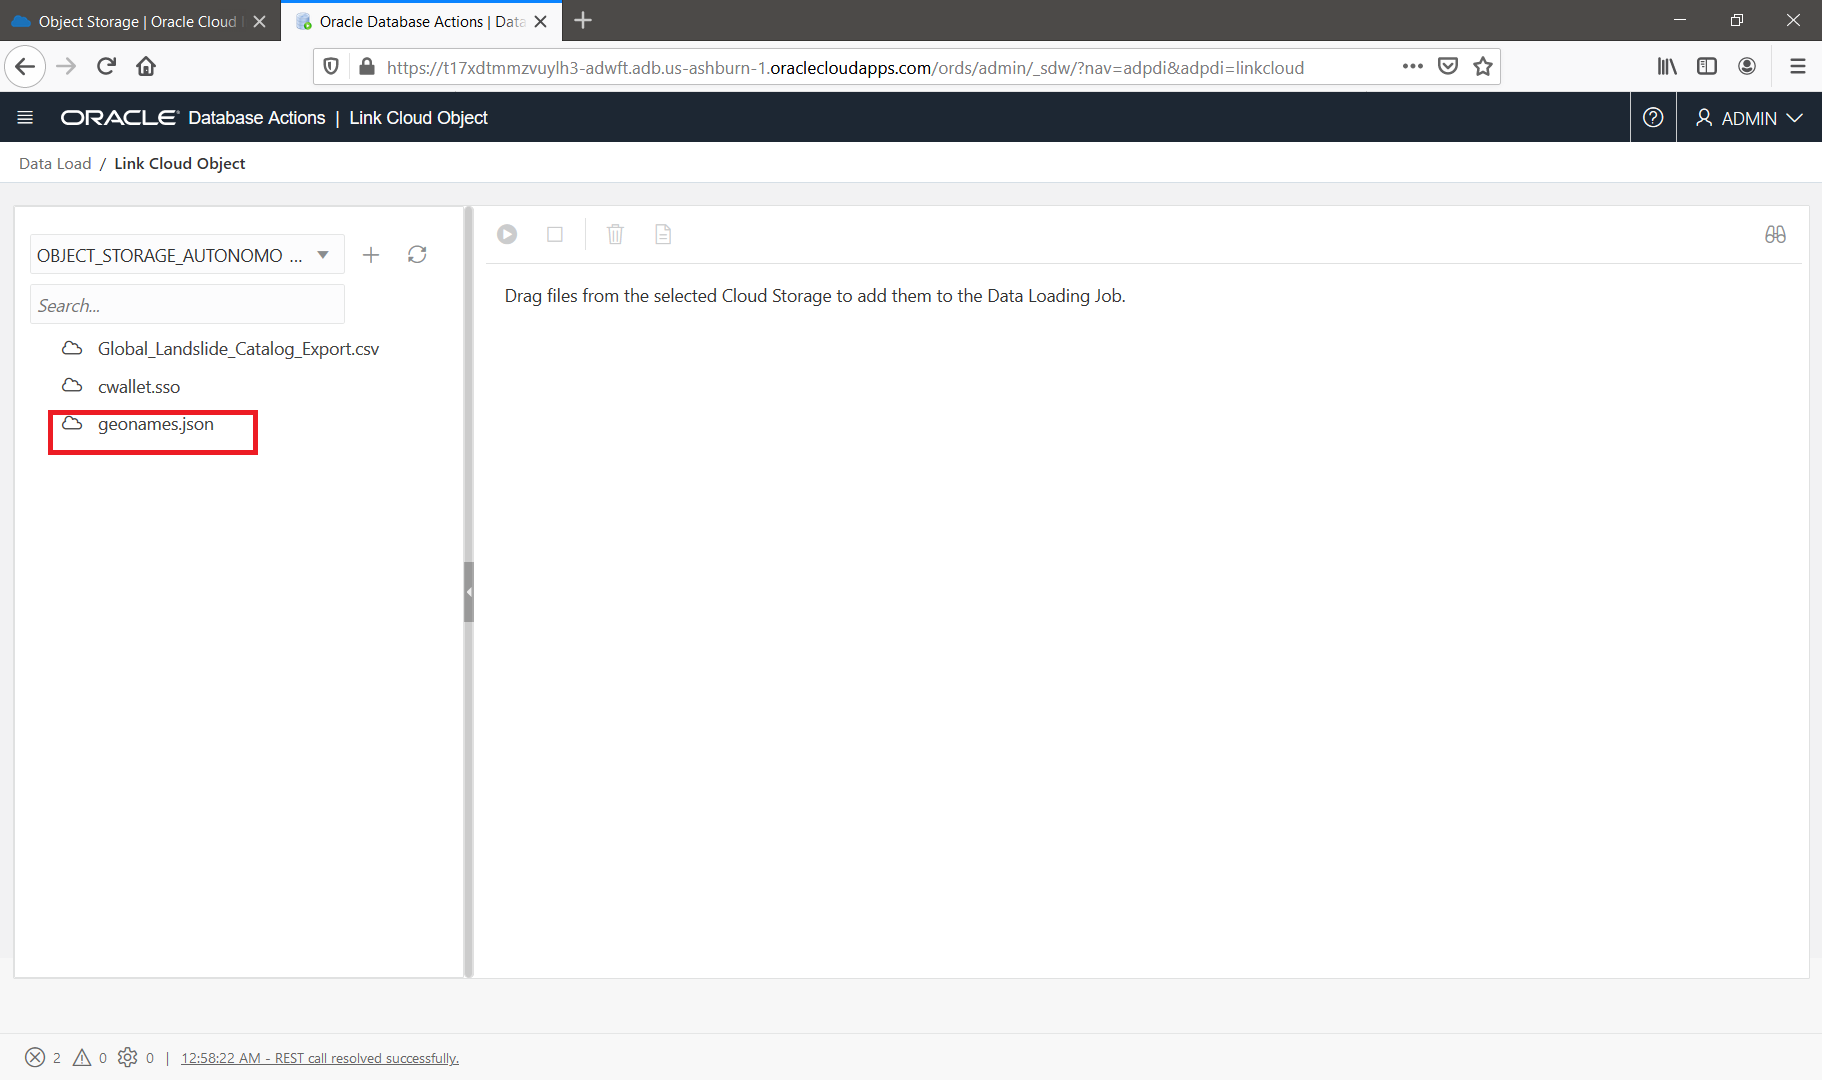 Object Storage | Oracle Cloud
Oracle Database Actions | Data
https://t17xdtmmzvuylh3-adwft.adb.us-ashburn-1.oraclecloudapps.com/ords/admin/_sdw/?nav=adpdi&adpdi=linkcloud
ORACLE Database Actions | Link Cloud Object
ADMIN
Data Load / Link Cloud Object
OBJECT_STORAGE_AUTONOMO ...
Search...
Global_Landslide_Catalog_Export.csv
cwallet.sso
geonames.json
Drag files from the selected Cloud Storage to add them to the Data Loading Job.
2 0 0 | 12:58:22 AM - REST call resolved successfully.